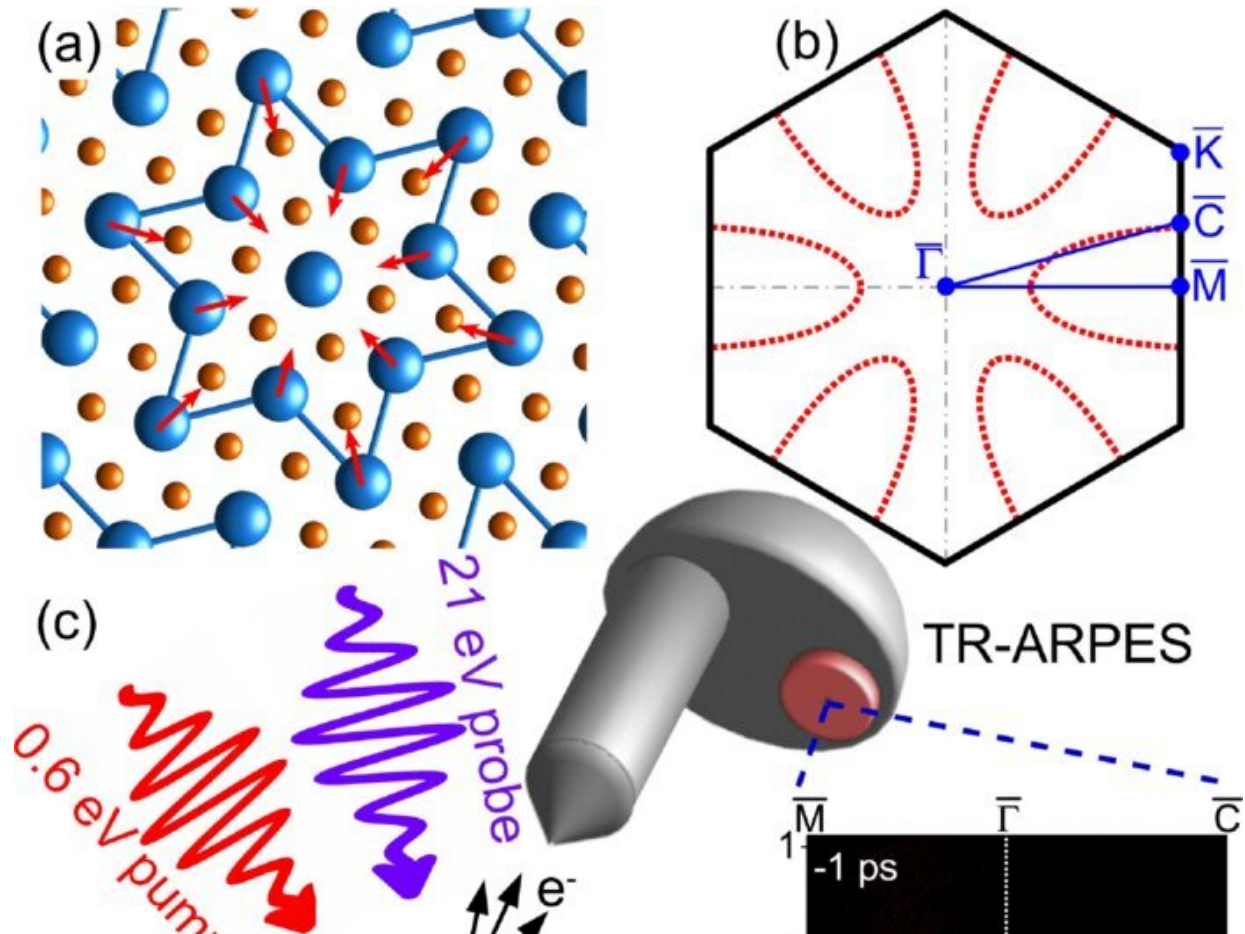 (a)
(b)
K̅
C̅
Γ̅
M̅
(c)
21 eV probe
0.6 eV pum
TR-ARPES
e⁻
M̅ Γ̅ C̅
1
-1 ps